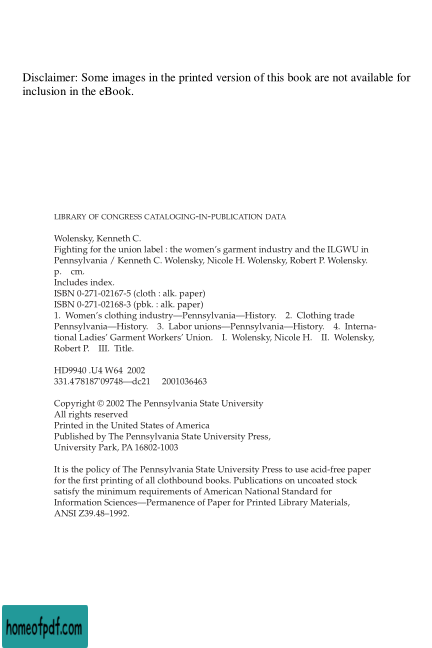 Disclaimer: Some images in the printed version of this book are not available for
inclusion in the eBook.
LIBRARY OF CONGRESS CATALOGING-IN-PUBLICATION DATA
Wolensky, Kenneth C.
Fighting for the union label : the women's garment industry and the ILGWU in
Pennsylvania / Kenneth C. Wolensky, Nicole H. Wolensky, Robert P. Wolensky.
p. cm.
Includes index.
ISBN 0-271-02167-5 (cloth : alk. paper)
ISBN 0-271-02168-3 (pbk. : alk. paper)
1. Women's clothing industry—Pennsylvania—History. 2. Clothing trade
Pennsylvania—History. 3. Labor unions—Pennsylvania—History. 4. Interna-
tional Ladies' Garment Workers' Union. I. Wolensky, Nicole H. II. Wolensky,
Robert P. III. Title.
HD9940 .U4 W64 2002
331.4'78187'09748—dc21 2001036463
Copyright © 2002 The Pennsylvania State University
All rights reserved
Printed in the United States of America
Published by The Pennsylvania State University Press,
University Park, PA 16802-1003
It is the policy of The Pennsylvania State University Press to use acid-free paper
for the first printing of all clothbound books. Publications on uncoated stock
satisfy the minimum requirements of American National Standard for
Information Sciences—Permanence of Paper for Printed Library Materials,
ANSI Z39.48–1992.
homeofpdf.com